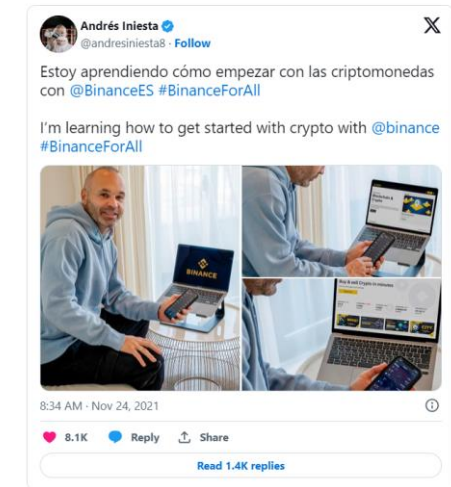 Andrés Iniesta
X
@andresiniesta8 · Follow
Estoy aprendiendo cómo empezar con las criptomonedas
con @BinanceES #BinanceForAll
I'm learning how to get started with crypto with @binance
#BinanceForAll
BINANCE
Blockchain &
Crypto
Buy & sell Crypto in minutes
8:34 AM · Nov 24, 2021
8.1K Reply Share
Read 1.4K replies